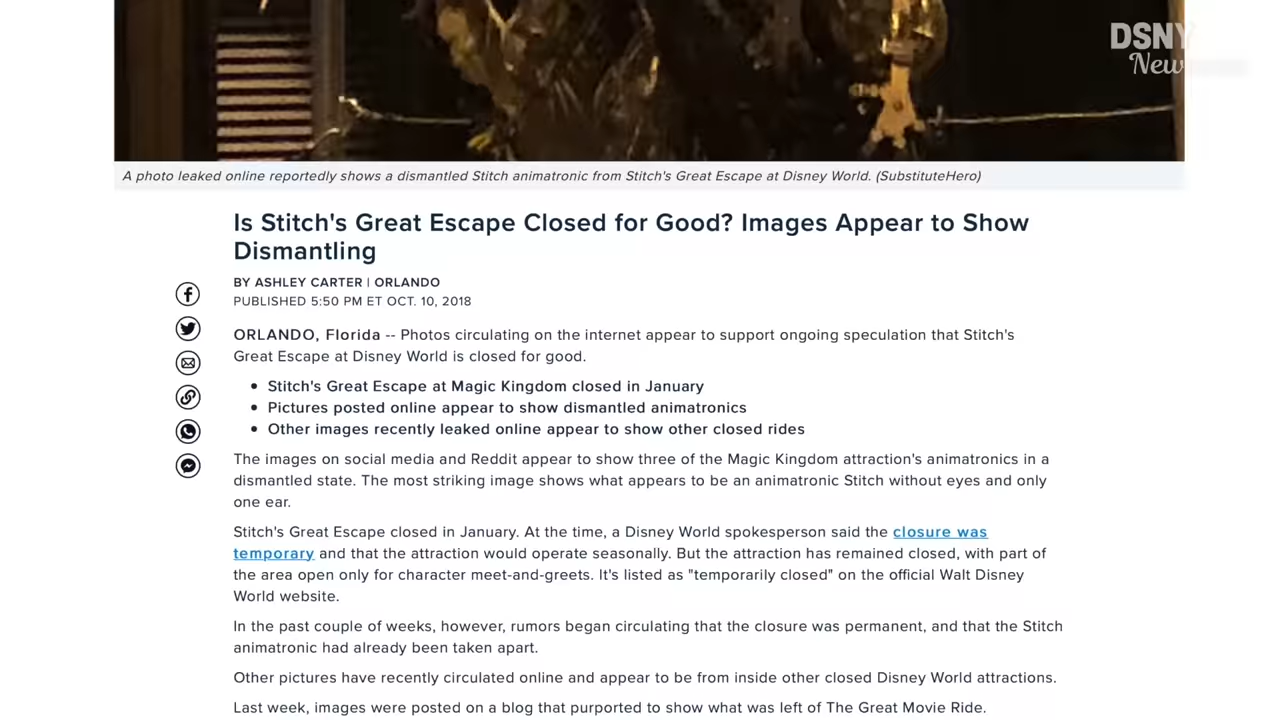 DSNY
New
A photo leaked online reportedly shows a dismantled Stitch animatronic from Stitch's Great Escape at Disney World. (SubstituteHero)
Is Stitch's Great Escape Closed for Good? Images Appear to Show
Dismantling
BY ASHLEY CARTER | ORLANDO
PUBLISHED 5:50 PM ET OCT. 10, 2018
ORLANDO, Florida -- Photos circulating on the internet appear to support ongoing speculation that Stitch's
Great Escape at Disney World is closed for good.
• Stitch's Great Escape at Magic Kingdom closed in January
• Pictures posted online appear to show dismantled animatronics
• Other images recently leaked online appear to show other closed rides
The images on social media and Reddit appear to show three of the Magic Kingdom attraction's animatronics in a
dismantled state. The most striking image shows what appears to be an animatronic Stitch without eyes and only
one ear.
Stitch's Great Escape closed in January. At the time, a Disney World spokesperson said the closure was
temporary and that the attraction would operate seasonally. But the attraction has remained closed, with part of
the area open only for character meet-and-greets. It's listed as "temporarily closed" on the official Walt Disney
World website.
In the past couple of weeks, however, rumors began circulating that the closure was permanent, and that the Stitch
animatronic had already been taken apart.
Other pictures have recently circulated online and appear to be from inside other closed Disney World attractions.
Last week, images were posted on a blog that purported to show what was left of The Great Movie Ride.